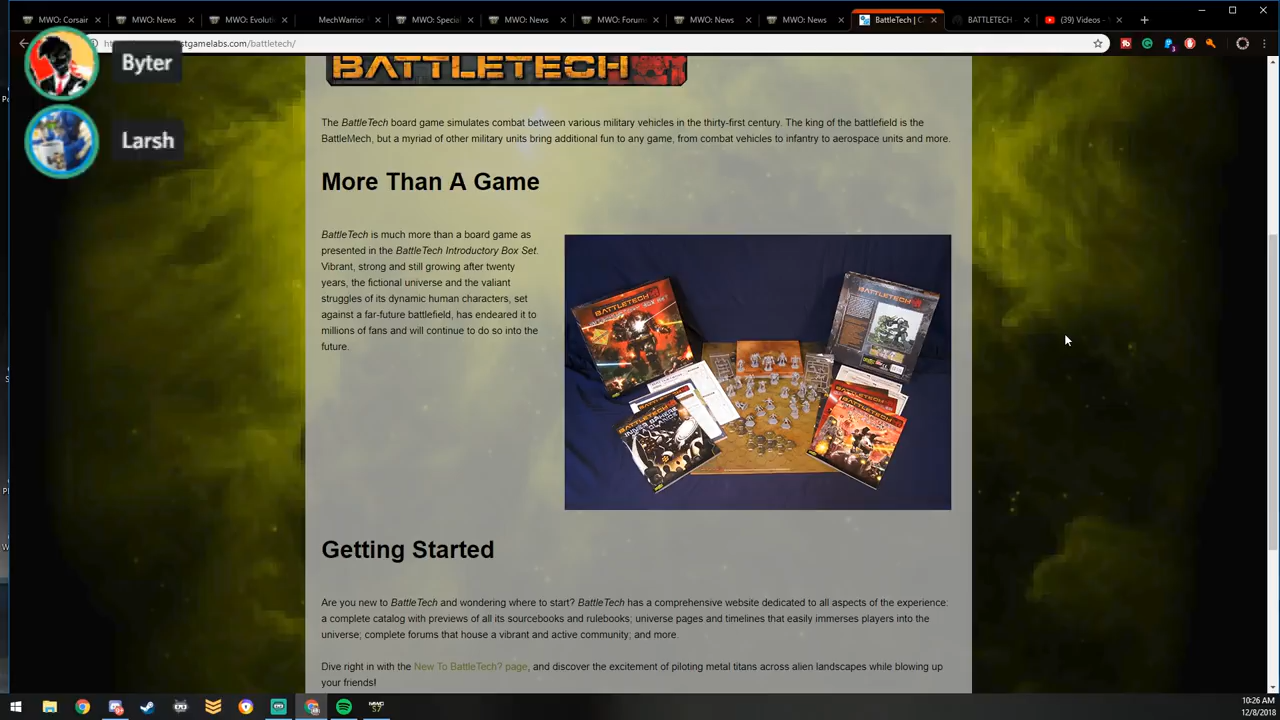 MWO: Corsair
MWO: News
MWO: Evoluti
MechWarrior
MWO: Special
MWO: News
MWO: Forum
MWO: News
MWO: News
BattleTech | C
BATTLETECH
(39) Videos -
stgamelabs.com/battletech/
Byter
Larsh
BATTLETECH
The BattleTech board game simulates combat between various military vehicles in the thirty-first century. The king of the battlefield is the
BattleMech, but a myriad of other military units bring additional fun to any game, from combat vehicles to infantry to aerospace units and more.
More Than A Game
BattleTech is much more than a board game as
presented in the BattleTech Introductory Box Set.
Vibrant, strong and still growing after twenty
years, the fictional universe and the valiant
struggles of its dynamic human characters, set
against a far-future battlefield, has endeared it to
millions of fans and will continue to do so into the
future.
BATTLETECH
BATTLETECH
BATTLETECH
BATTLETECH
Getting Started
Are you new to BattleTech and wondering where to start? BattleTech has a comprehensive website dedicated to all aspects of the experience:
a complete catalog with previews of all its sourcebooks and rulebooks; universe pages and timelines that easily immerses players into the
universe; complete forums that house a vibrant and active community; and more.
Dive right in with the New To BattleTech? page, and discover the excitement of piloting metal titans across alien landscapes while blowing up
your friends!
10:26 AM
12/8/2018